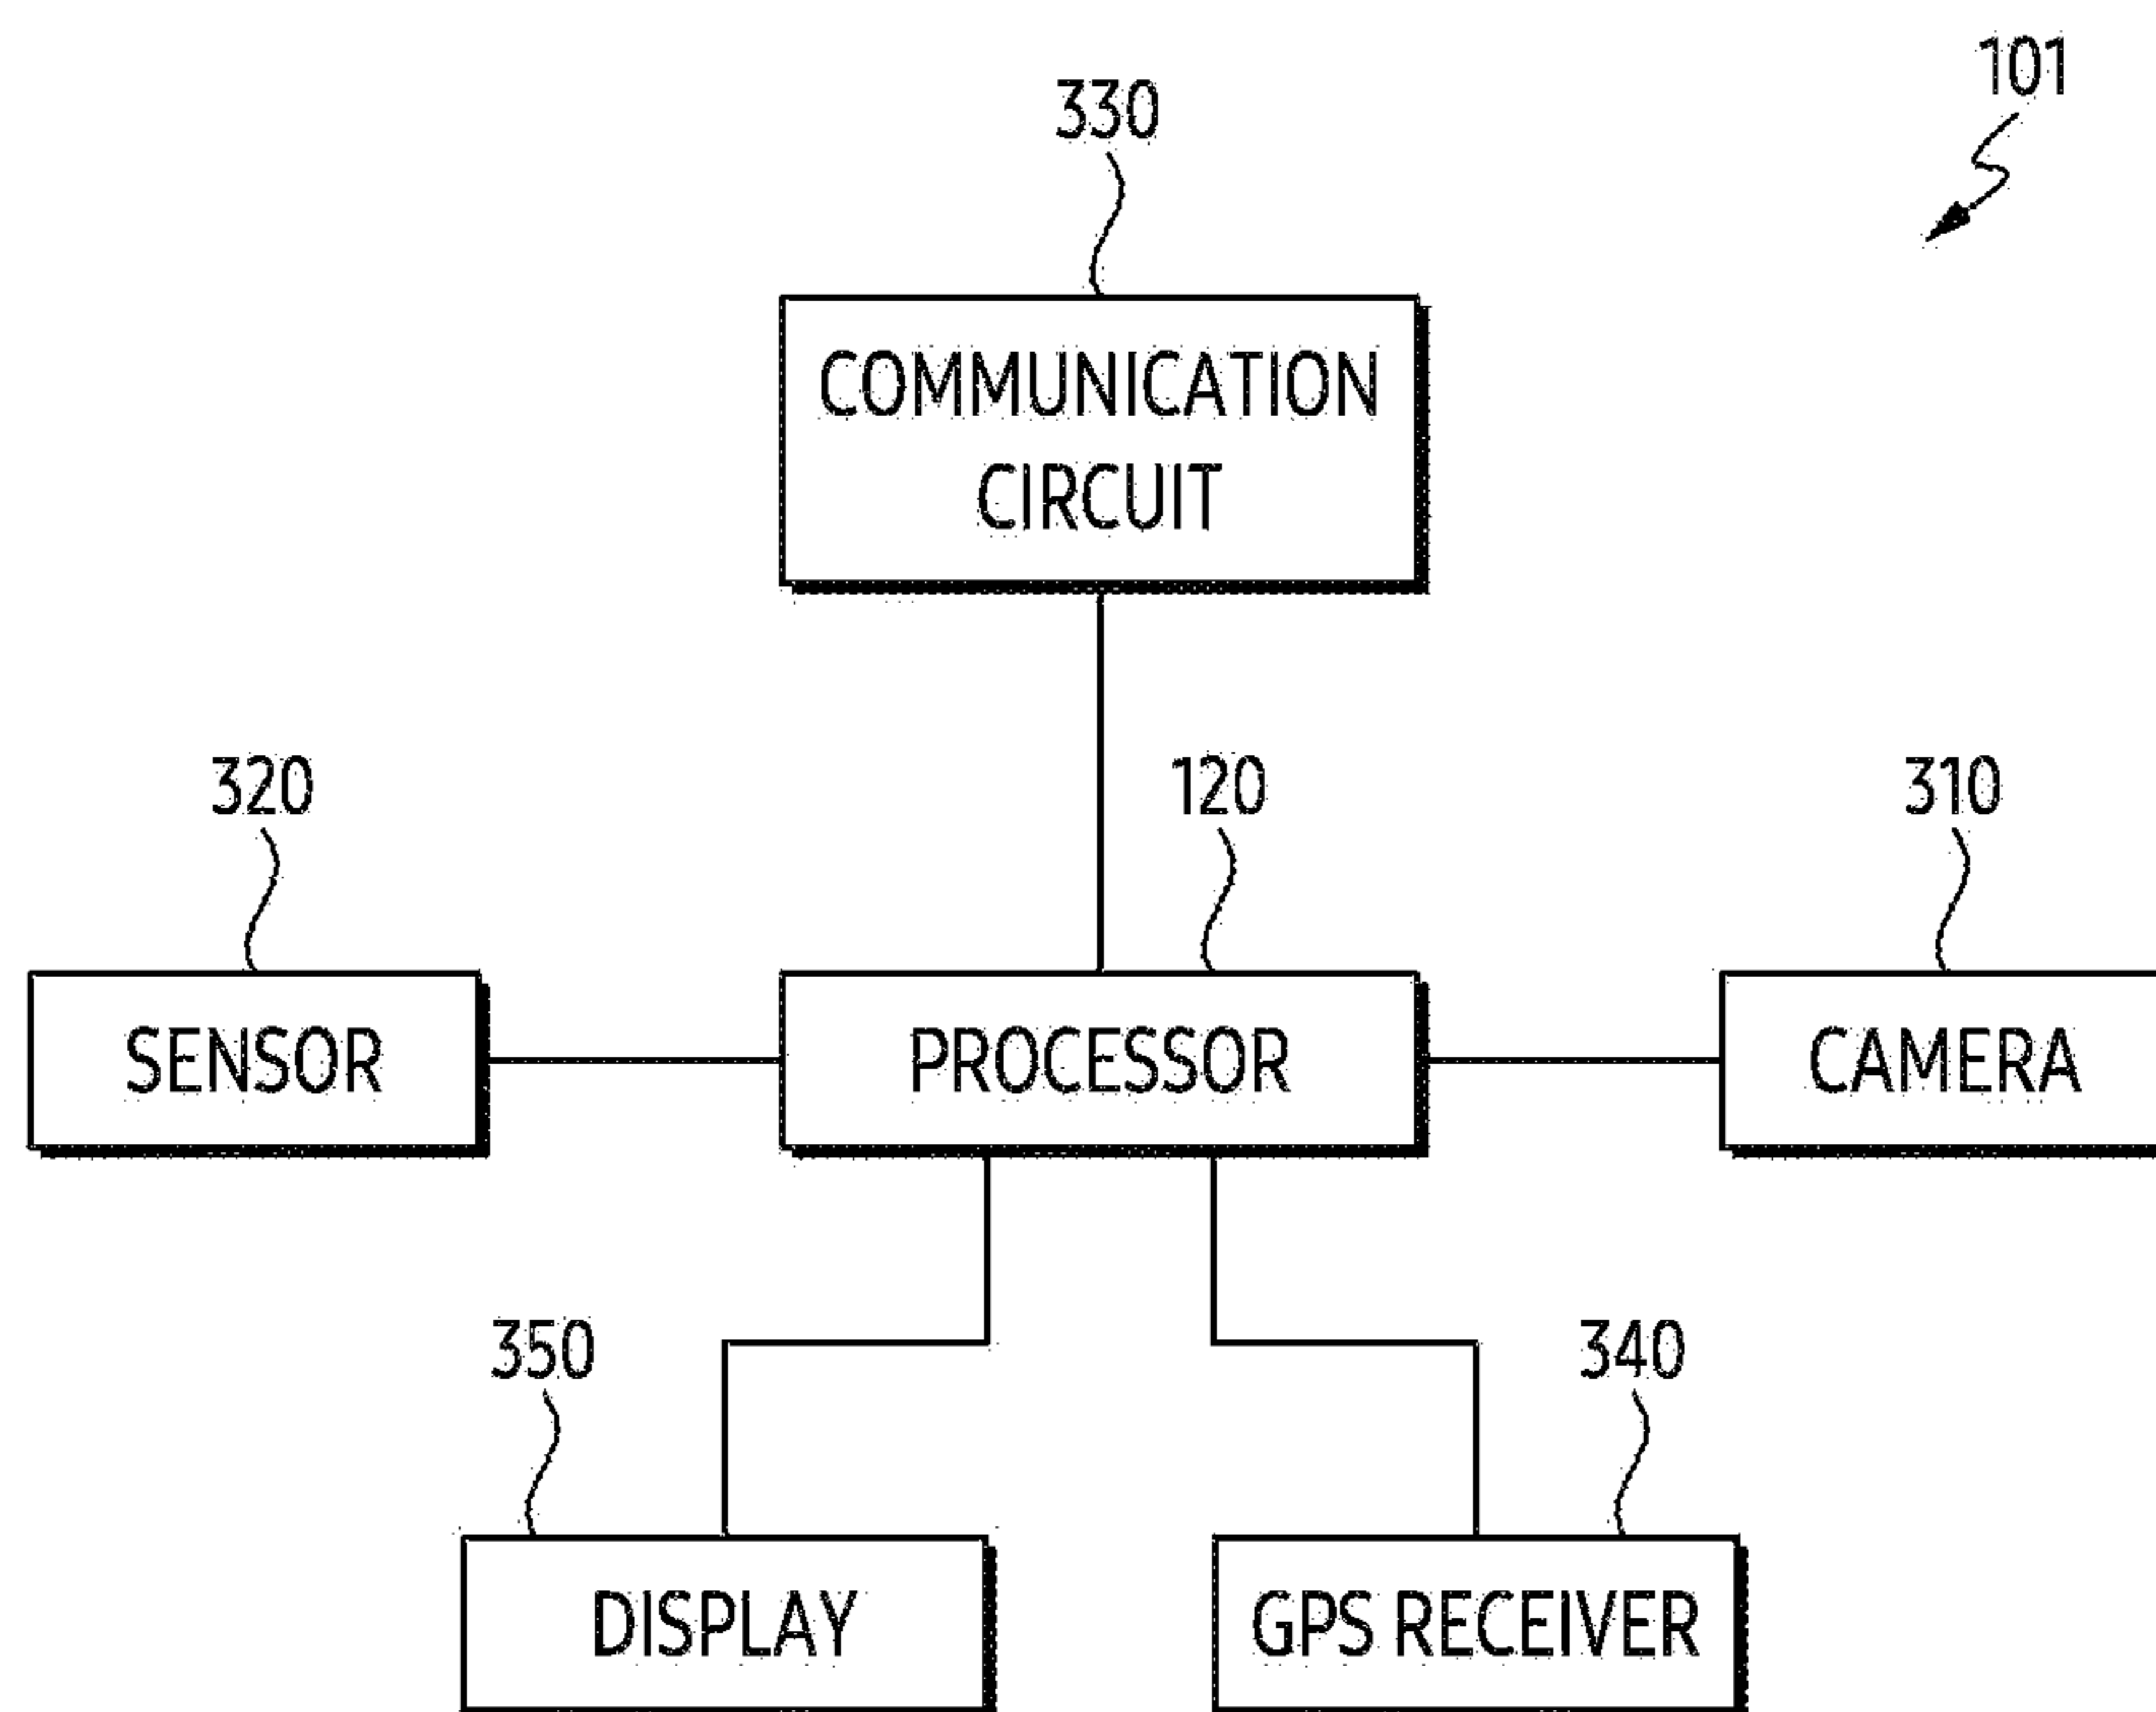 101
330
COMMUNICATION
CIRCUIT
320
120
310
SENSOR
PROCESSOR
CAMERA
350
340
DISPLAY
GPS RECEIVER